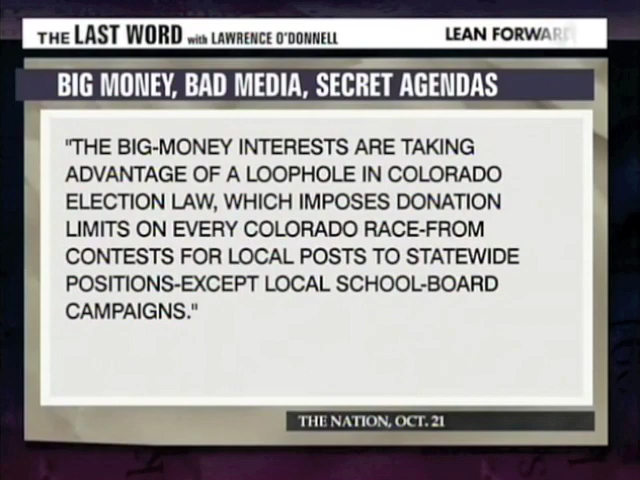 THE LAST WORD with LAWRENCE O'DONNELL
LEAN FORWARD
BIG MONEY, BAD MEDIA, SECRET AGENDAS
"THE BIG-MONEY INTERESTS ARE TAKING
ADVANTAGE OF A LOOPHOLE IN COLORADO
ELECTION LAW, WHICH IMPOSES DONATION
LIMITS ON EVERY COLORADO RACE-FROM
CONTESTS FOR LOCAL POSTS TO STATEWIDE
POSITIONS-EXCEPT LOCAL SCHOOL-BOARD
CAMPAIGNS."
THE NATION, OCT. 21